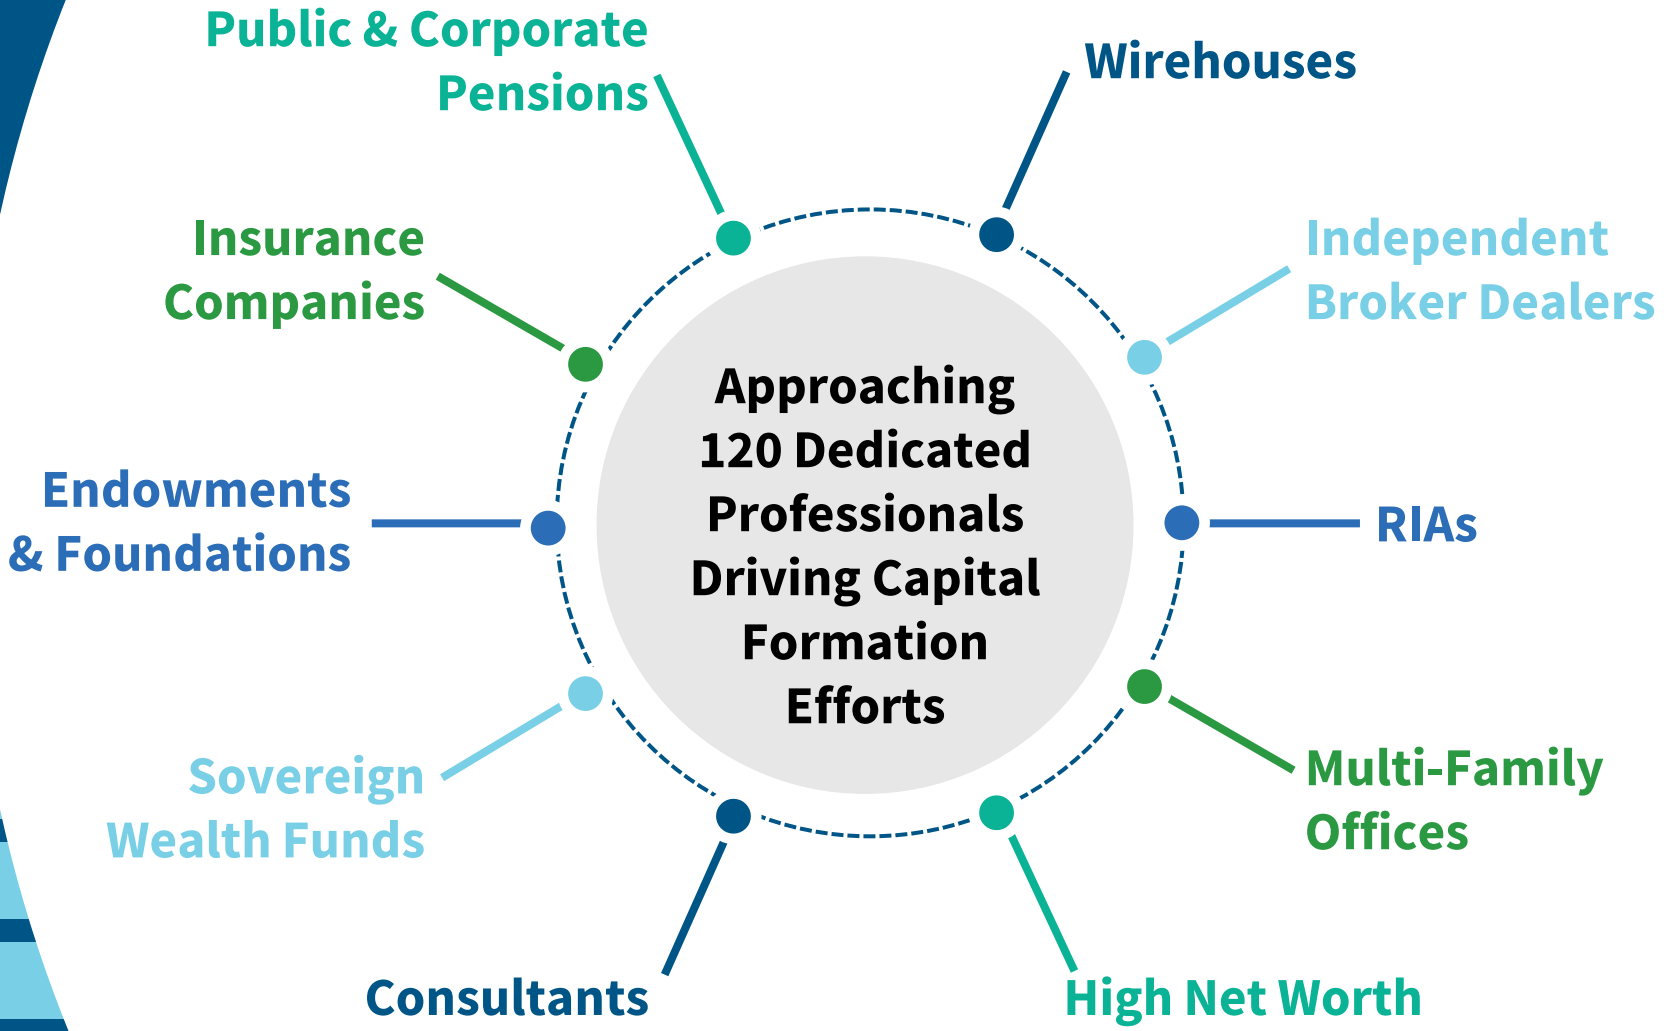 Public & Corporate
Pensions
Wirehouses
Insurance
Companies
Independent
Broker Dealers
Approaching
120 Dedicated
Professionals
Driving Capital
Formation
Efforts
Endowments
& Foundations
RIAs
Sovereign
Wealth Funds
Multi-Family
Offices
Consultants
High Net Worth